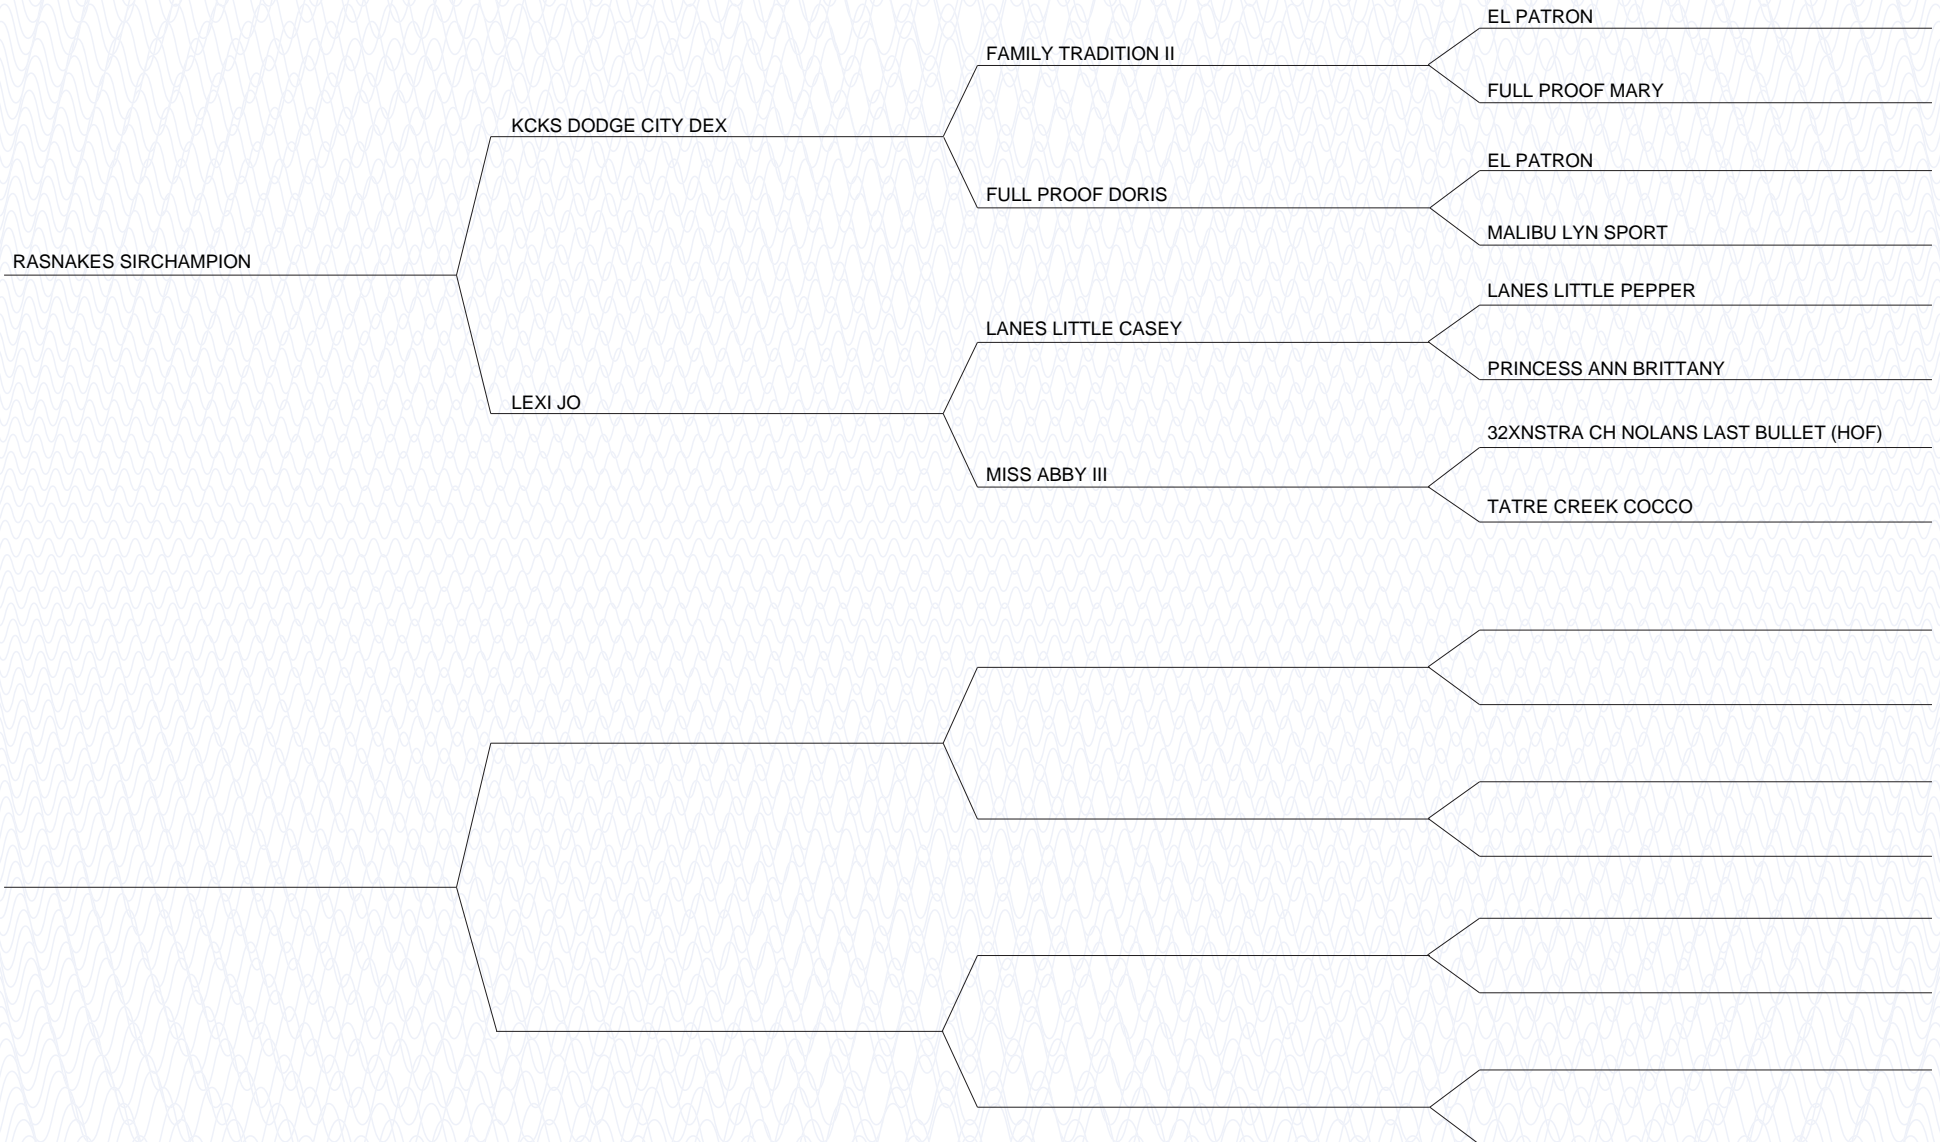 EL PATRON
FAMILY TRADITION II
FULL PROOF MARY
KCKS DODGE CITY DEX
EL PATRON
FULL PROOF DORIS
MALIBU LYN SPORT
RASNAKES SIRCHAMPION
LANES LITTLE PEPPER
LANES LITTLE CASEY
PRINCESS ANN BRITTANY
LEXI JO
32XNSTRA CH NOLANS LAST BULLET (HOF)
MISS ABBY III
TATRE CREEK COCCO